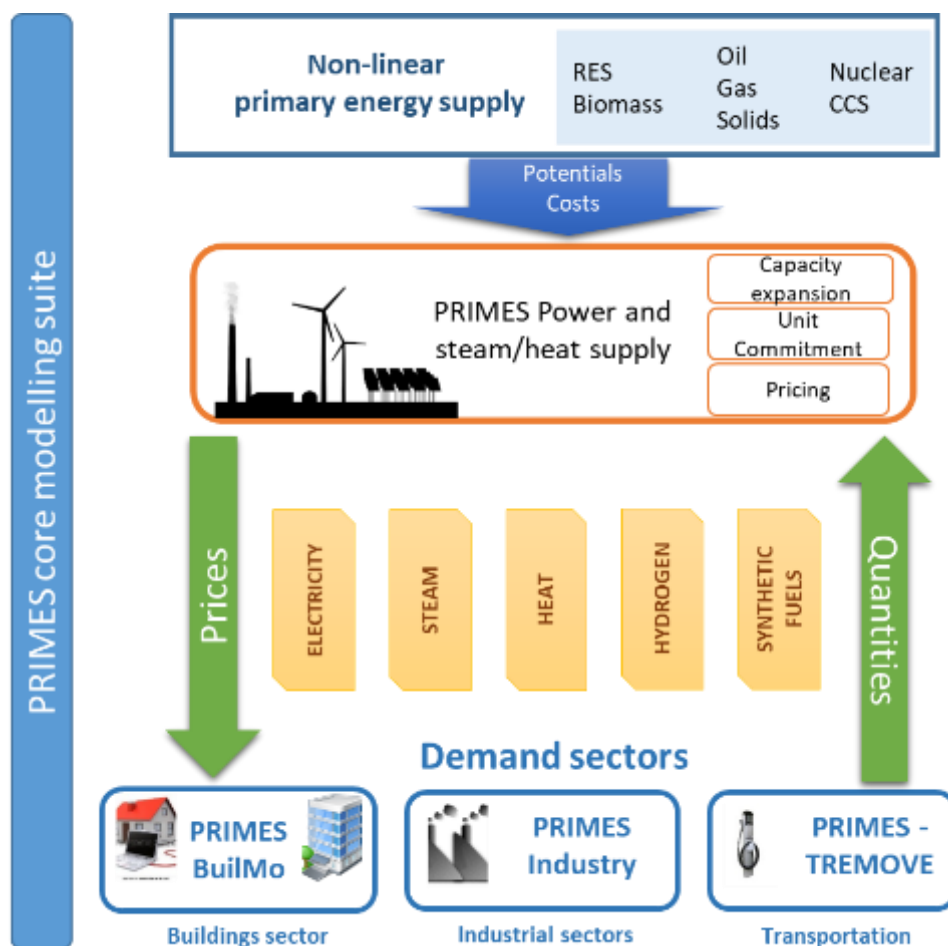 PRIMES core modelling suite
Non-linear
primary energy supply
RES
Biomass
Oil
Gas
Solids
Nuclear
CCS
Potentials
Costs
PRIMES Power and
steam/heat supply
Capacity
expansion
Unit
Commitment
Pricing
Prices
ELECTRICITY
STEAM
HEAT
HYDROGEN
SYNTHETIC
FUELS
Quantities
Demand sectors
PRIMES
BuilMo
PRIMES
Industry
PRIMES -
TREMOVE
Buildings sector
Industrial sectors
Transportation